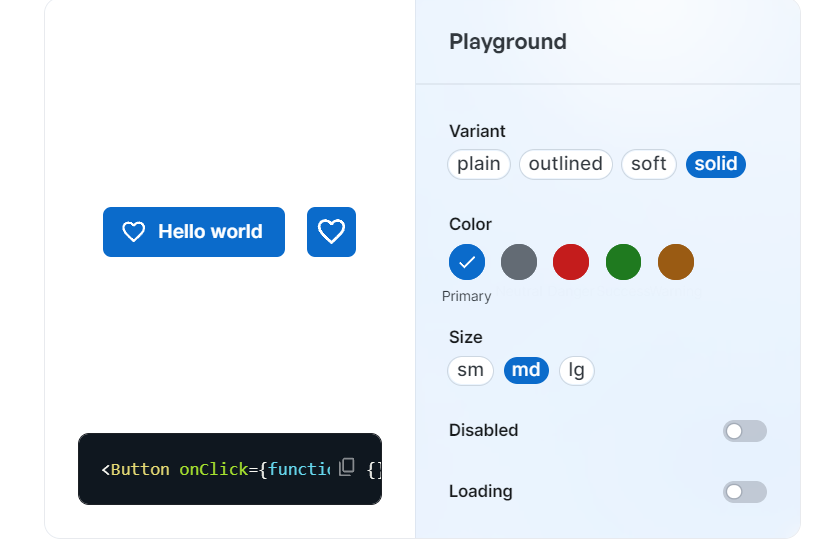 Playground
Variant
plain outlined soft solid
Color
Primary
Hello world
Size
sm md lg
Disabled
Loading
<Button onClick={functi {}